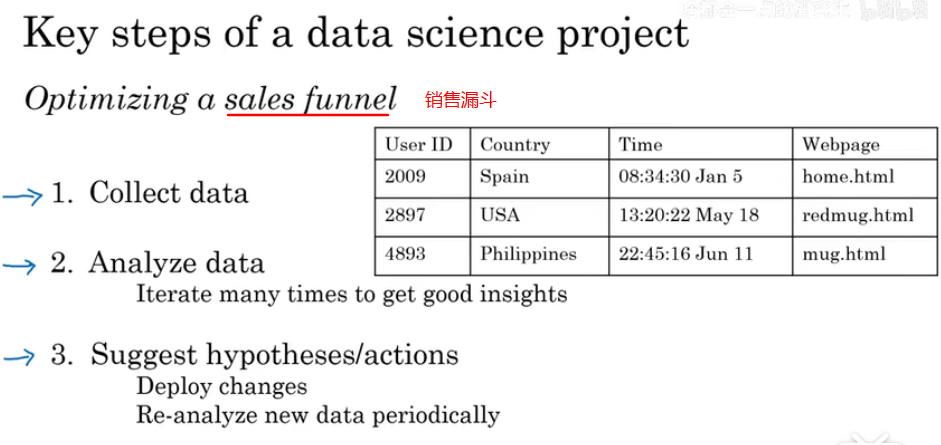 Key steps of a data science project
Optimizing a sales funnel 销售漏斗
User ID Country Time Webpage
2009 Spain 08:34:30 Jan 5 home.html
2897 USA 13:20:22 May 18 redmug.html
4893 Philippines 22:45:16 Jun 11 mug.html
1. Collect data
2. Analyze data
Iterate many times to get good insights
3. Suggest hypotheses/actions
Deploy changes
Re-analyze new data periodically